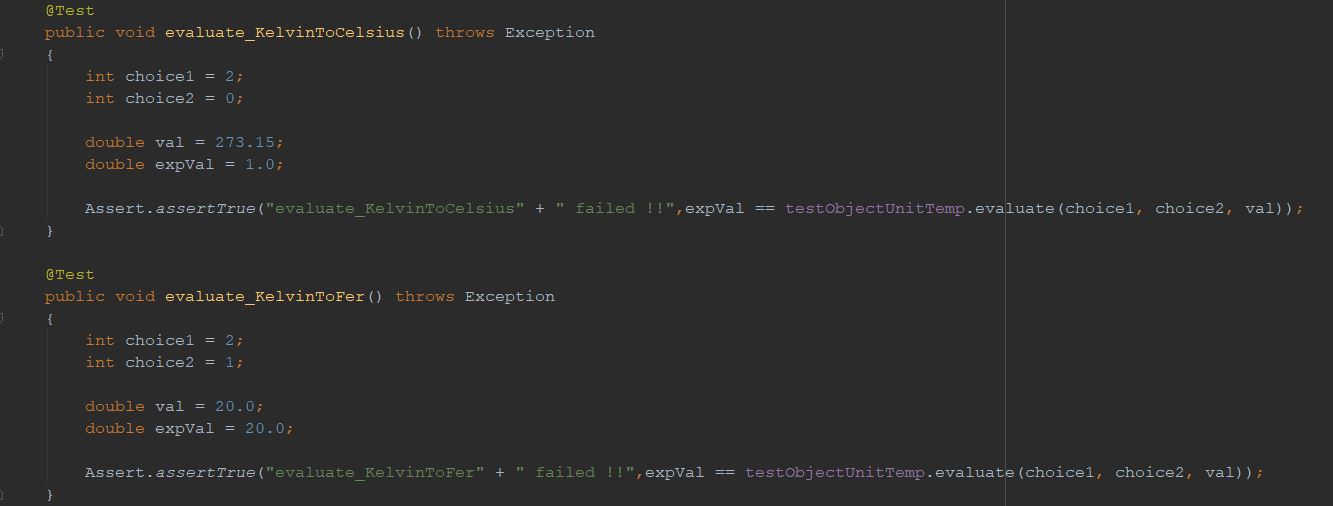 @Test
public void evaluate_KelvinToCelsius() throws Exception
{
int choice1 = 2;
int choice2 = 0;
double val = 273.15;
double expVal = 1.0;
Assert.assertTrue("evaluate_KelvinToCelsius" + " failed !!",expVal == testObjectUnitTemp.evaluate(choice1, choice2, val));
}
@Test
public void evaluate_KelvinToFer() throws Exception
{
int choice1 = 2;
int choice2 = 1;
double val = 20.0;
double expVal = 20.0;
Assert.assertTrue("evaluate_KelvinToFer" + " failed !!",expVal == testObjectUnitTemp.evaluate(choice1, choice2, val));
}